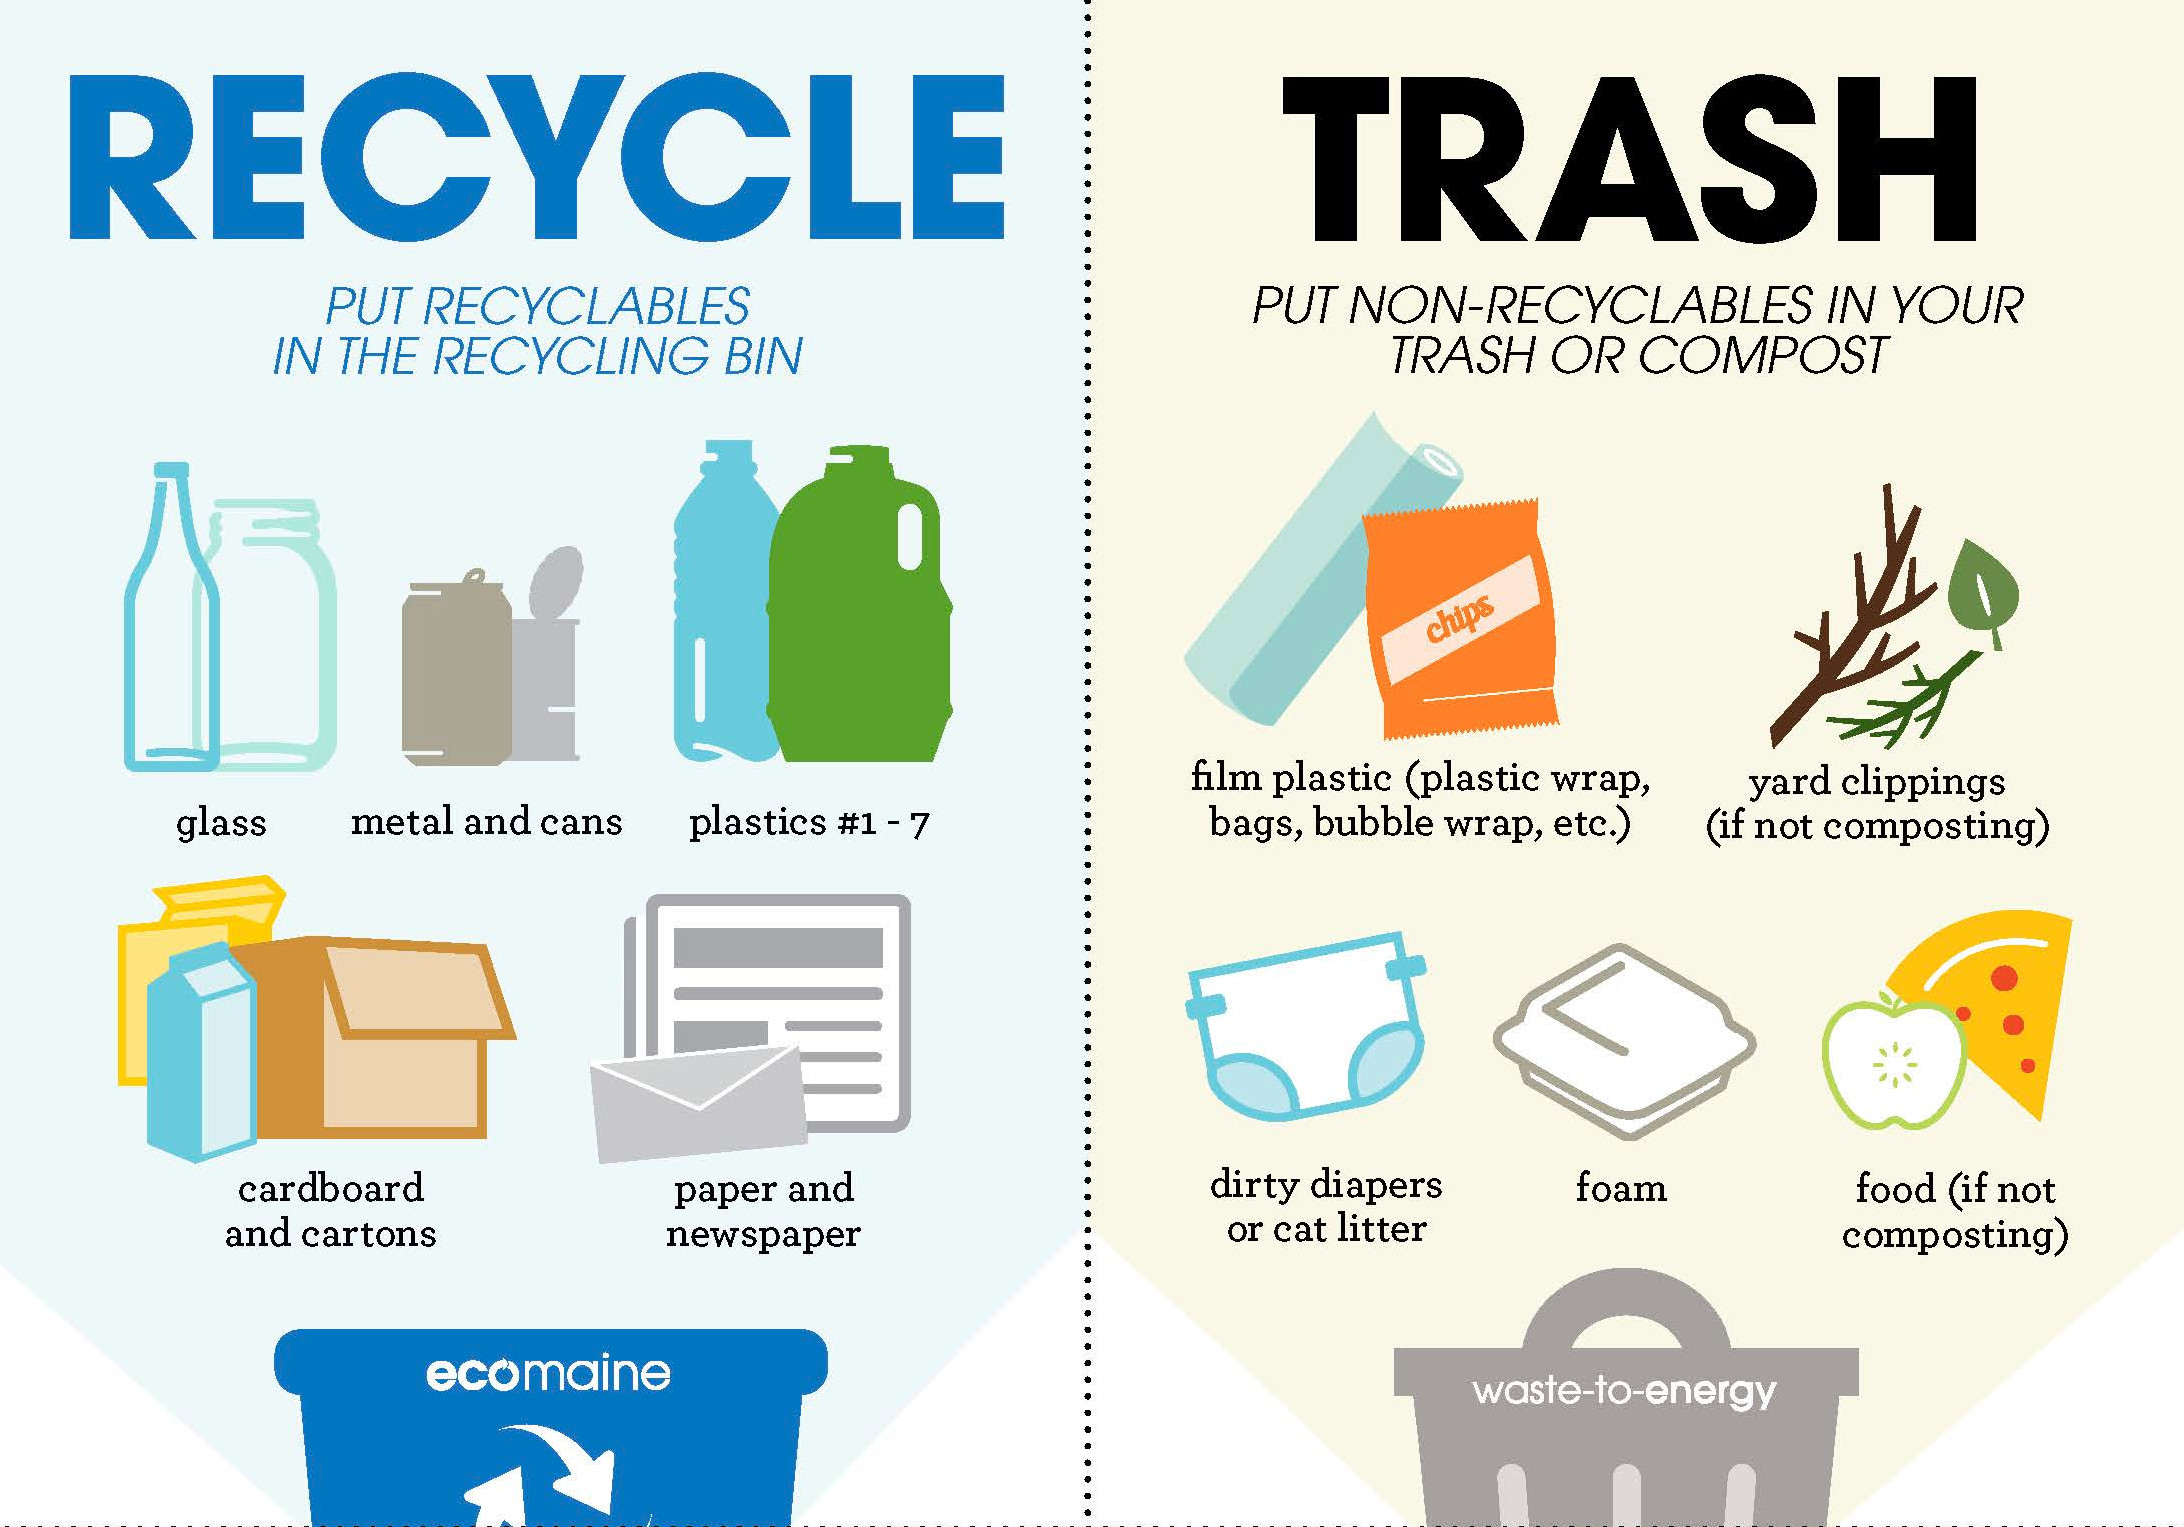 RECYCLE
PUT RECYCLABLES
IN THE RECYCLING BIN
glass
metal and cans
plastics #1 - 7
cardboard
and cartons
paper and
newspaper
ecomaine
TRASH
PUT NON-RECYCLABLES IN YOUR
TRASH OR COMPOST
chips
film plastic (plastic wrap,
bags, bubble wrap, etc.)
yard clippings
(if not composting)
dirty diapers
or cat litter
foam
food (if not
composting)
waste-to-energy